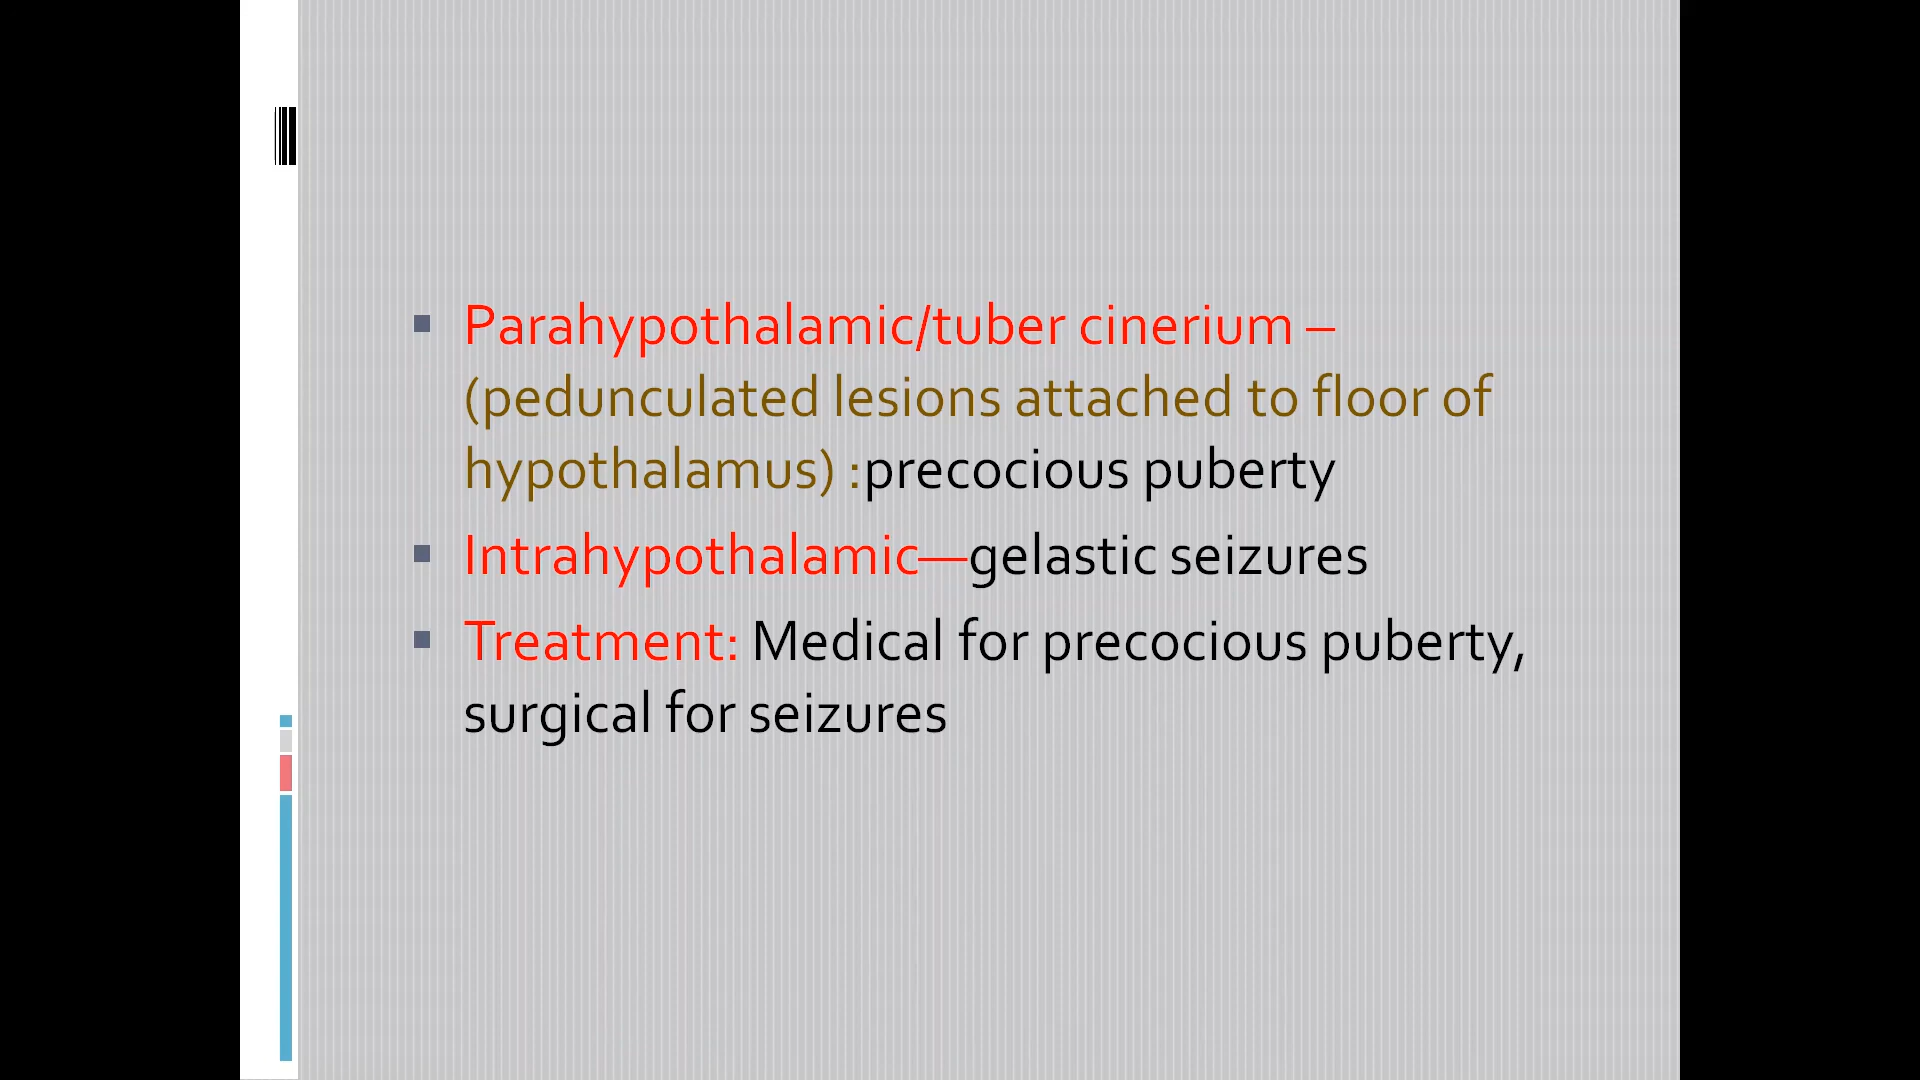 Parahypothalamic/tuber cinerium –
(pedunculated lesions attached to floor of
hypothalamus) :precocious puberty
Intrahypothalamic—gelastic seizures
Treatment: Medical for precocious puberty,
surgical for seizures